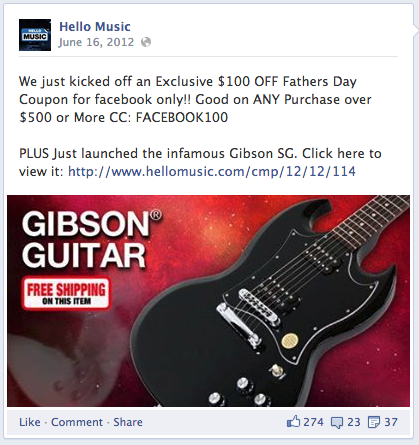 HELLO
MUSIC
Hello Music
June 16, 2012
We just kicked off an Exclusive $100 OFF Fathers Day
Coupon for facebook only!! Good on ANY Purchase over
$500 or More CC: FACEBOOK100
PLUS Just launched the infamous Gibson SG. Click here to
view it: http://www.hellomusic.com/cmp/12/12/114
GIBSON®
GUITAR
FREE SHIPPING
ON THIS ITEM
Like · Comment · Share
274 23 37